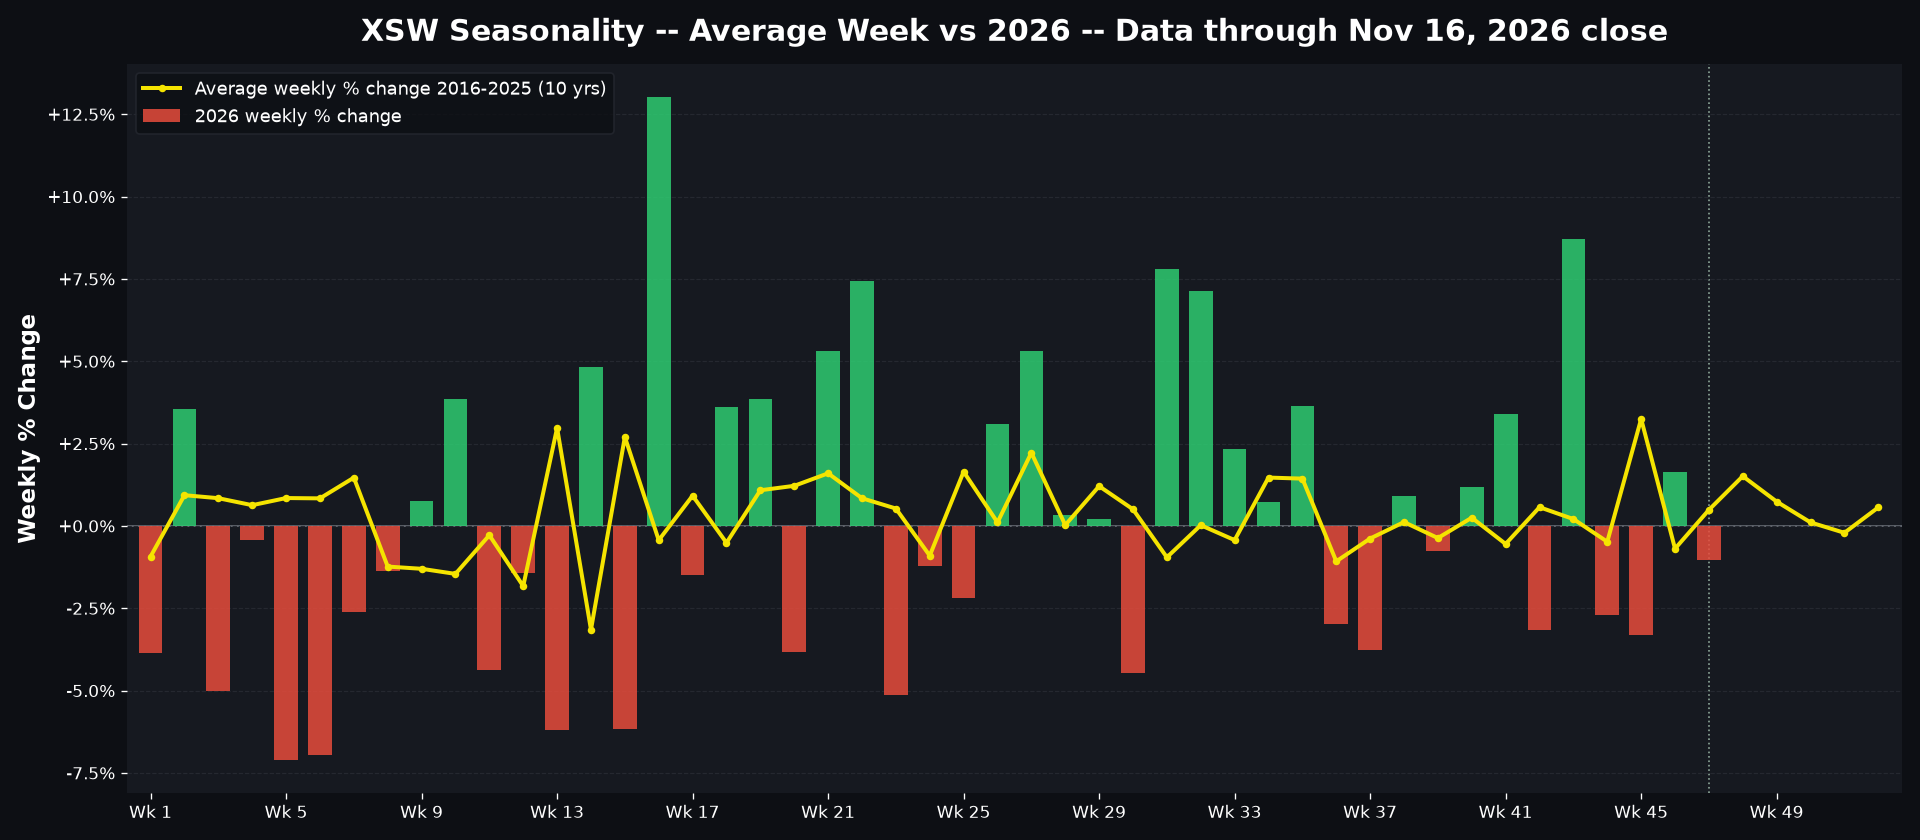 XSW Seasonality -- Average Week vs 2026 -- Data through Nov 16, 2026 close
Average weekly % change 2016-2025 (10 yrs)
2026 weekly % change
Weekly % Change
+12.5%
+10.0%
+7.5%
+5.0%
+2.5%
+0.0%
-2.5%
-5.0%
-7.5%
Wk 1 Wk 5 Wk 9 Wk 13 Wk 17 Wk 21 Wk 25 Wk 29 Wk 33 Wk 37 Wk 41 Wk 45 Wk 49